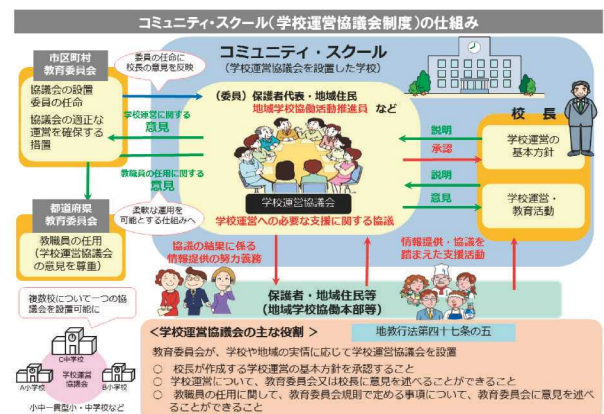 コミュニティ・スクール(学校運営協議会制度)の仕組み
市区町村
教育委員会
協議会の設置
委員の任命
協議会の適正な
運営を確保する
措置
委員の任命に
校長の意見を反映
学校運営に関する
意見
教職員の任用に関する
意見
柔軟な運用を
可能とする仕組みへ
都道府県
教育委員会
教職員の任用
(学校運営協議会
の意見を尊重)
コミュニティ・スクール
(学校運営協議会を設置した学校)
(委員)保護者代表・地域住民
地域学校協働活動推進員 など
学校運営協議会
学校運営への必要な支援に関する協議
説明
承認
説明
意見
校 長
学校運営の
基本方針
学校運営・
教育活動
協議の結果に係る
情報提供の努力義務
情報提供・協議を
踏まえた支援活動
保護者・地域住民等
(地域学校協働本部等)
複数校について一つの協
議会を設置可能に
C中学校
学校運営
協議会
A小学校
B小学校
小中一貫型小・中学校など
<学校運営協議会の主な役割>
地教行法第四十七条の五
教育委員会が、学校や地域の実情に応じて学校運営協議会を設置
○ 校長が作成する学校運営の基本方針を承認すること
○ 学校運営について、教育委員会又は校長に意見を述べることができること
○ 教職員の任用に関して、教育委員会規則で定める事項について、教育委員会に意見を述べ
ることができること